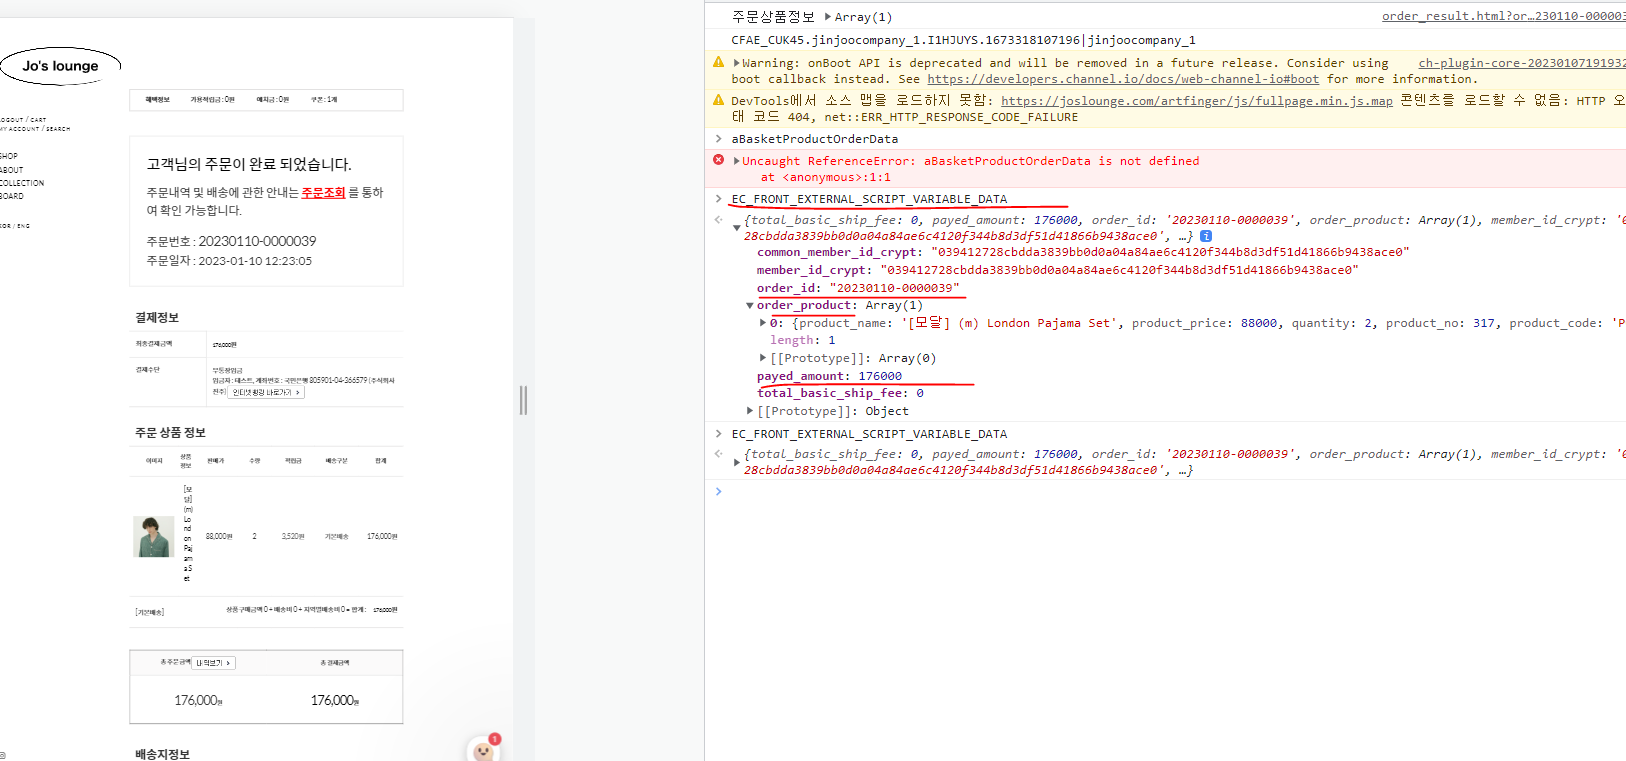 Jo's lounge
LOGOUT / CART
MY ACCOUNT / SEARCH
SHOP
ABOUT
COLLECTION
BOARD
KOR / ENG
혜택정보 가용적립금 : 0원 예치금 : 0원 쿠폰 : 1개
고객님의 주문이 완료 되었습니다.
주문내역 및 배송에 관한 안내는 주문조회 를 통하
여 확인 가능합니다.
주문번호 : 20230110-0000039
주문일자 : 2023-01-10 12:23:05
결제정보
최종결제금액 176,000원
결제수단 무통장입금
입금자 : 테스트, 계좌번호 : 국민은행 805901-04-366579 (주식회사
진주) 인터넷뱅킹 바로가기 >
주문 상품 정보
이미지 상품 정보 판매가 수량 적립금 배송구분 합계
[모
달]
(m)
Lo
nd
on
Paj
am
a S
et
88,000원 2 3,520원 기본배송 176,000원
[기본배송] 상품구매금액 0 + 배송비 0 + 지역별배송비 0 = 합계 : 176,000원
총 주문금액 내역보기 > 총 결제금액
176,000원 176,000원
1
배송지정보
주문상품정보 ▶Array(1) order_result.html?or…230110-000003
CFAE_CUK45.jinjoocompany_1.I1HJUYS.1673318107196|jinjoocompany_1
▶Warning: onBoot API is deprecated and will be removed in a future release. Consider using ch-plugin-core-20230107191932
boot callback instead. See https://developers.channel.io/docs/web-channel-io#boot for more information.
DevTools에서 소스 맵을 로드하지 못함: https://joslounge.com/artfinger/js/fullpage.min.js.map 콘텐츠를 로드할 수 없음: HTTP 오
태 코드 404, net::ERR_HTTP_RESPONSE_CODE_FAILURE
> aBasketProductOrderData
▶Uncaught ReferenceError: aBasketProductOrderData is not defined
at <anonymous>:1:1
> EC_FRONT_EXTERNAL_SCRIPT_VARIABLE_DATA
{total_basic_ship_fee: 0, payed_amount: 176000, order_id: '20230110-0000039', order_product: Array(1), member_id_crypt: '0
28cbdda3839bb0d0a04a84ae6c4120f344b8d3df51d41866b9438ace0', …} i
common_member_id_crypt: "039412728cbdda3839bb0d0a04a84ae6c4120f344b8d3df51d41866b9438ace0"
member_id_crypt: "039412728cbdda3839bb0d0a04a84ae6c4120f344b8d3df51d41866b9438ace0"
order_id: "20230110-0000039"
▼order_product: Array(1)
▶0: {product_name: '[모달] (m) London Pajama Set', product_price: 88000, quantity: 2, product_no: 317, product_code: 'P
length: 1
▶[[Prototype]]: Array(0)
payed_amount: 176000
total_basic_ship_fee: 0
▶[[Prototype]]: Object
> EC_FRONT_EXTERNAL_SCRIPT_VARIABLE_DATA
{total_basic_ship_fee: 0, payed_amount: 176000, order_id: '20230110-0000039', order_product: Array(1), member_id_crypt: '0
28cbdda3839bb0d0a04a84ae6c4120f344b8d3df51d41866b9438ace0', …}
>